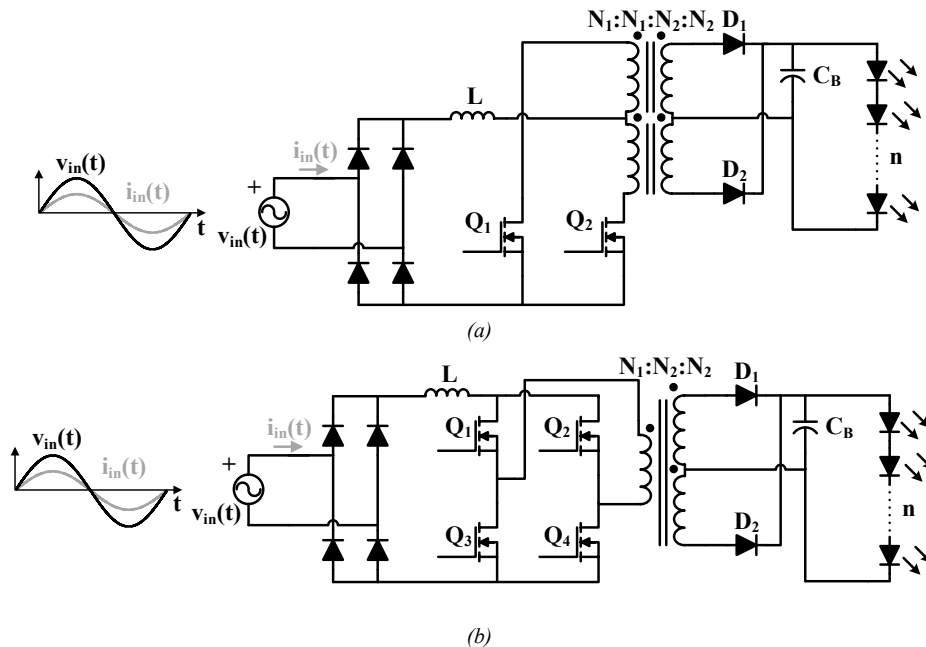 N₁:N₁:N₂:N₂ D₁
C_B
L
n
i_in(t)
v_in(t)
i_in(t)
+
D₂
t
v_in(t)
Q₁ Q₂
(a)
N₁:N₂:N₂ D₁
L
C_B
i_in(t)
Q₁ Q₂
v_in(t)
i_in(t)
+
t
n
v_in(t)
Q₃ Q₄
D₂
(b)